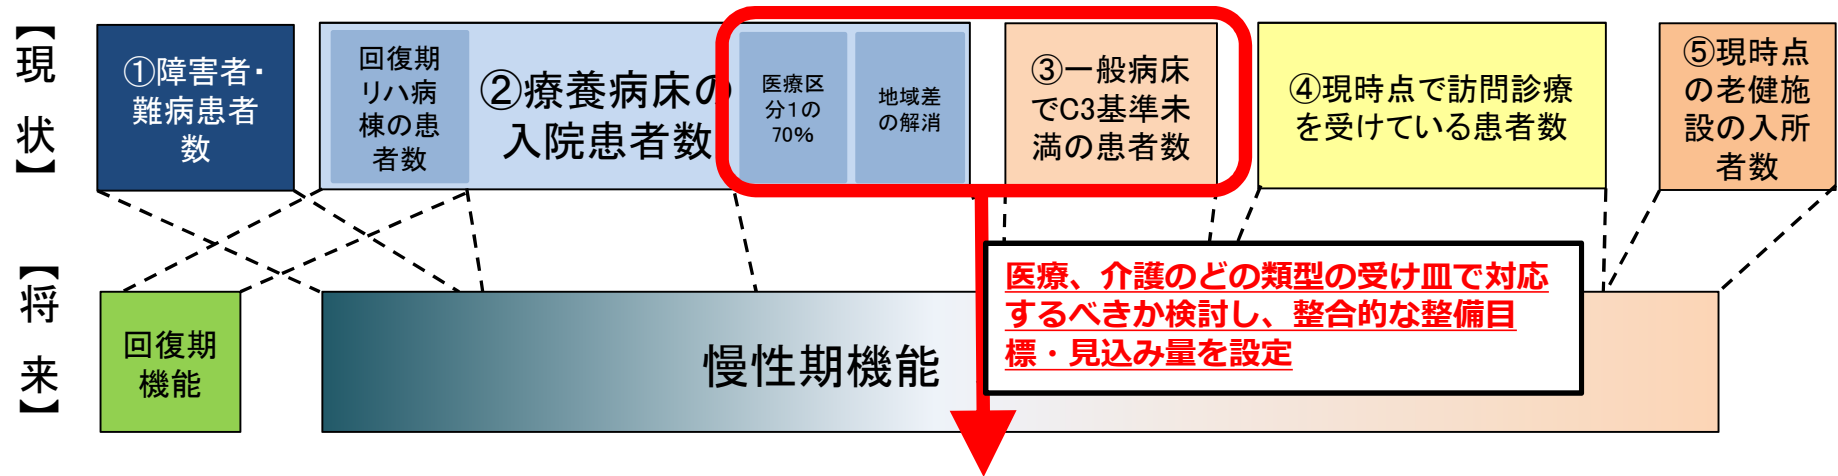 【現状】
①障害者・
難病患者
数
回復期
リハ病
棟の患
者数
②療養病床の
入院患者数
医療区
分1の
70%
地域差
の解消
③一般病床
でC3基準未
満の患者数
④現時点で訪問診療
を受けている患者数
⑤現時点
の老健施
設の入所
者数
【将来】
回復期
機能
慢性期機能
医療、介護のどの類型の受け皿で対応
するべきか検討し、整合的な整備目
標・見込み量を設定